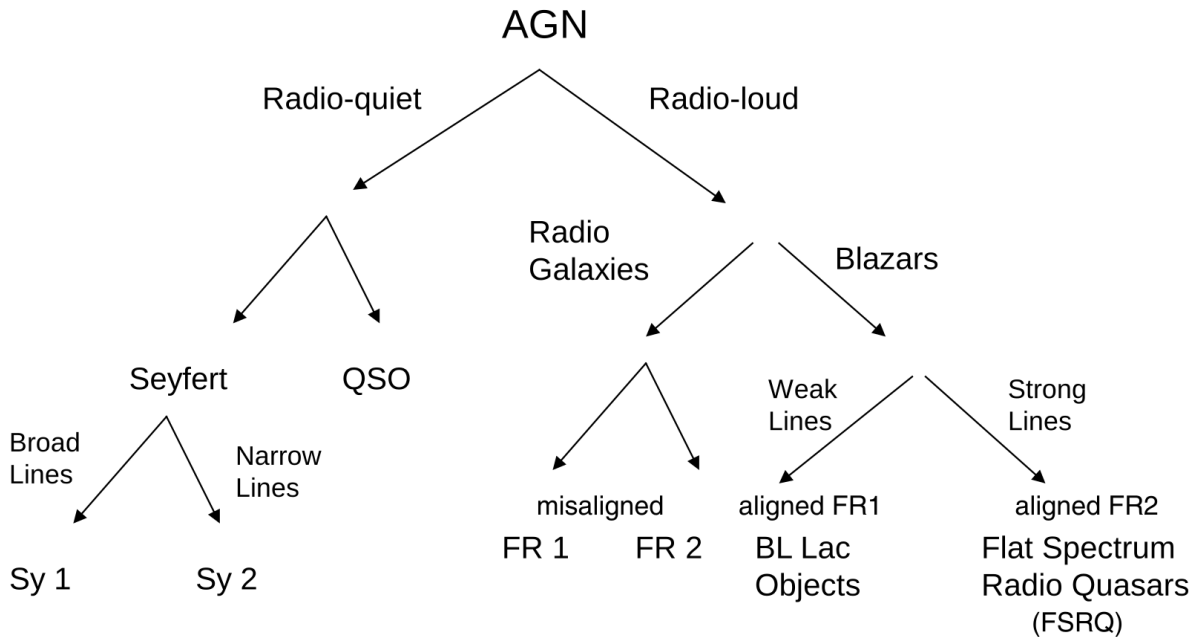 AGN
Radio-quiet
Radio-loud
Radio
Galaxies
Blazars
Seyfert
QSO
Weak
Lines
Strong
Lines
Broad
Lines
Narrow
Lines
misaligned
aligned FR1
aligned FR2
FR 1
FR 2
BL Lac
Objects
Flat Spectrum
Radio Quasars
(FSRQ)
Sy 1
Sy 2